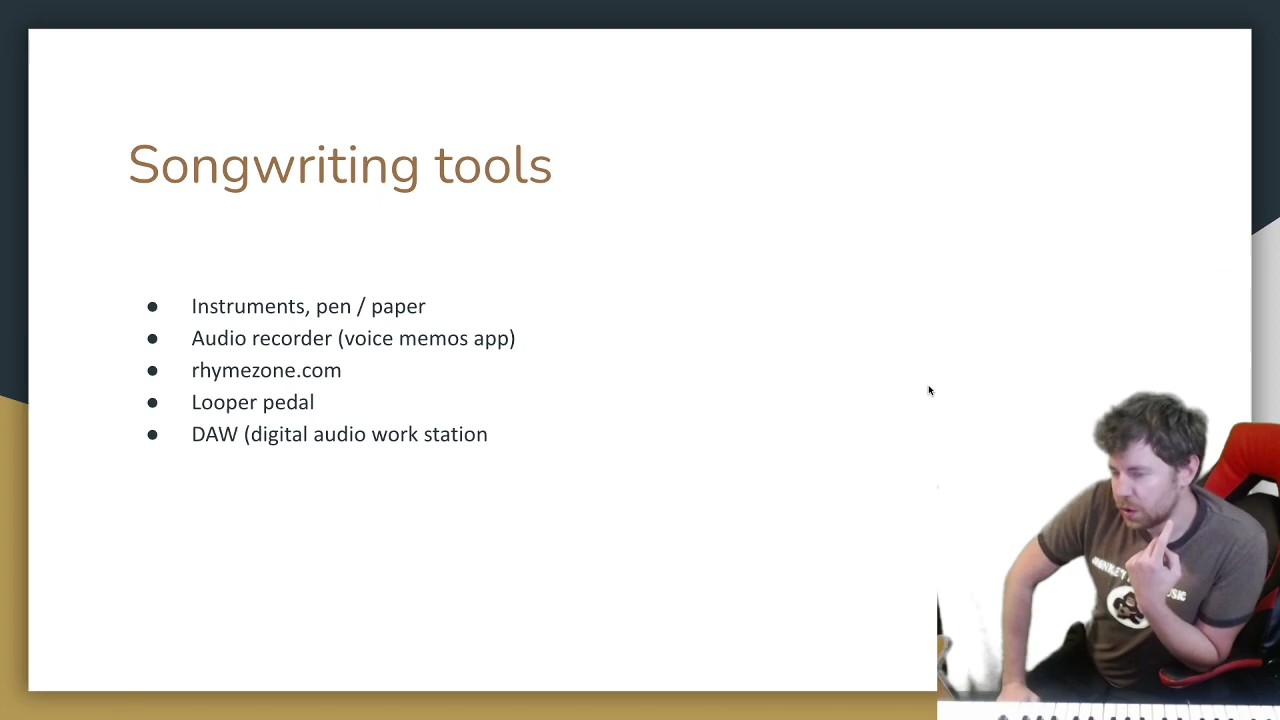 Songwriting tools
● Instruments, pen / paper
● Audio recorder (voice memos app)
● rhymezone.com
● Looper pedal
● DAW (digital audio work station